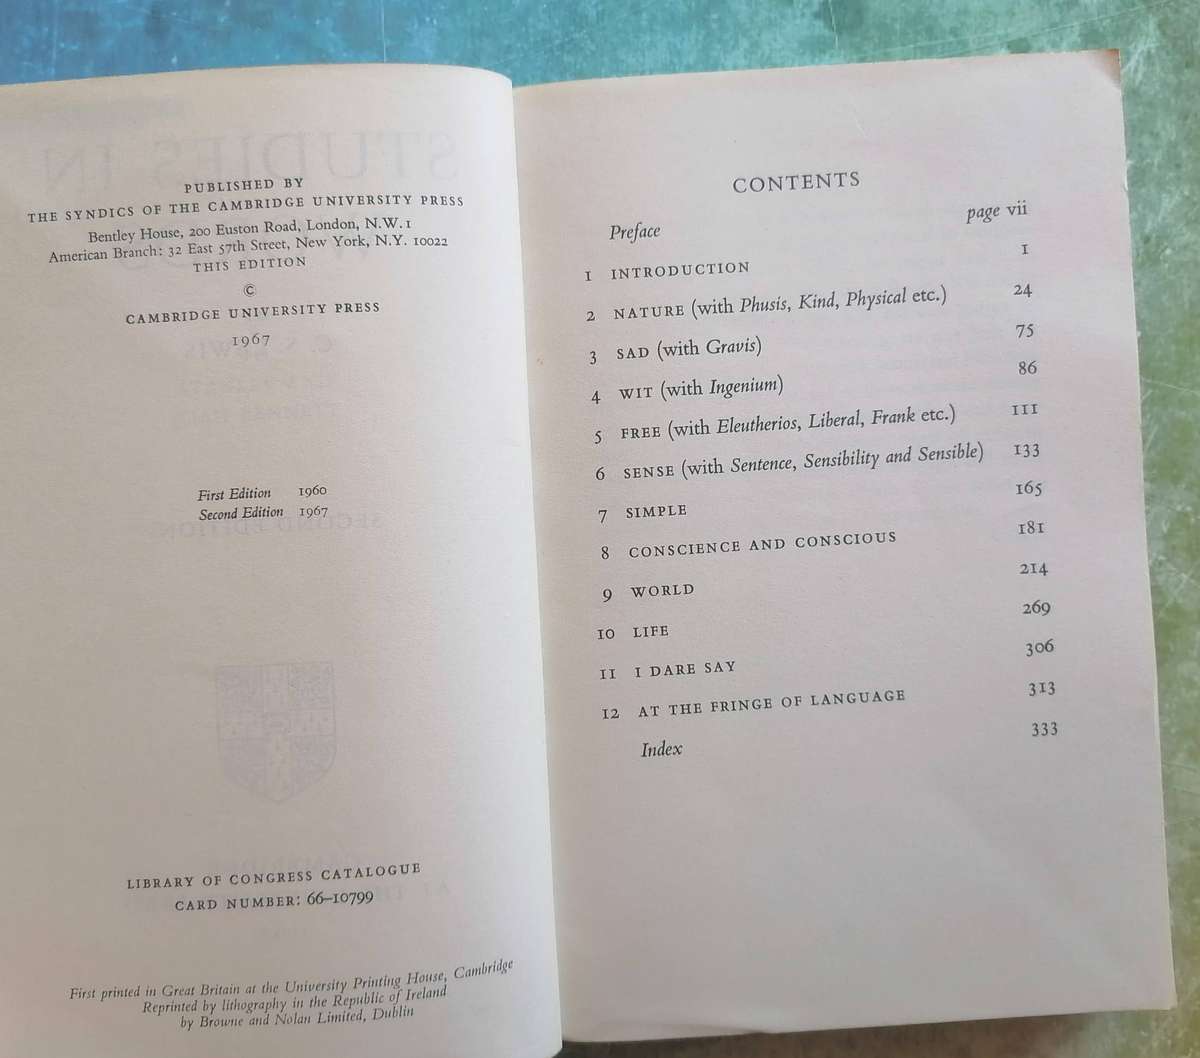 PUBLISHED BY
THE SYNDICS OF THE CAMBRIDGE UNIVERSITY PRESS
Bentley House, 200 Euston Road, London, N.W.1
American Branch: 32 East 57th Street, New York, N.Y. 10022
THIS EDITION
©
CAMBRIDGE UNIVERSITY PRESS
1967
First Edition 1960
Second Edition 1967
LIBRARY OF CONGRESS CATALOGUE
CARD NUMBER: 66–10799
First printed in Great Britain at the University Printing House, Cambridge
Reprinted by lithography in the Republic of Ireland
by Browne and Nolan Limited, Dublin
CONTENTS
Preface page vii
1 INTRODUCTION 1
2 NATURE (with Phusis, Kind, Physical etc.) 24
3 SAD (with Gravis) 75
4 WIT (with Ingenium) 86
5 FREE (with Eleutherios, Liberal, Frank etc.) 111
6 SENSE (with Sentence, Sensibility and Sensible) 133
7 SIMPLE 165
8 CONSCIENCE AND CONSCIOUS 181
9 WORLD 214
10 LIFE 269
11 I DARE SAY 306
12 AT THE FRINGE OF LANGUAGE 313
Index 333